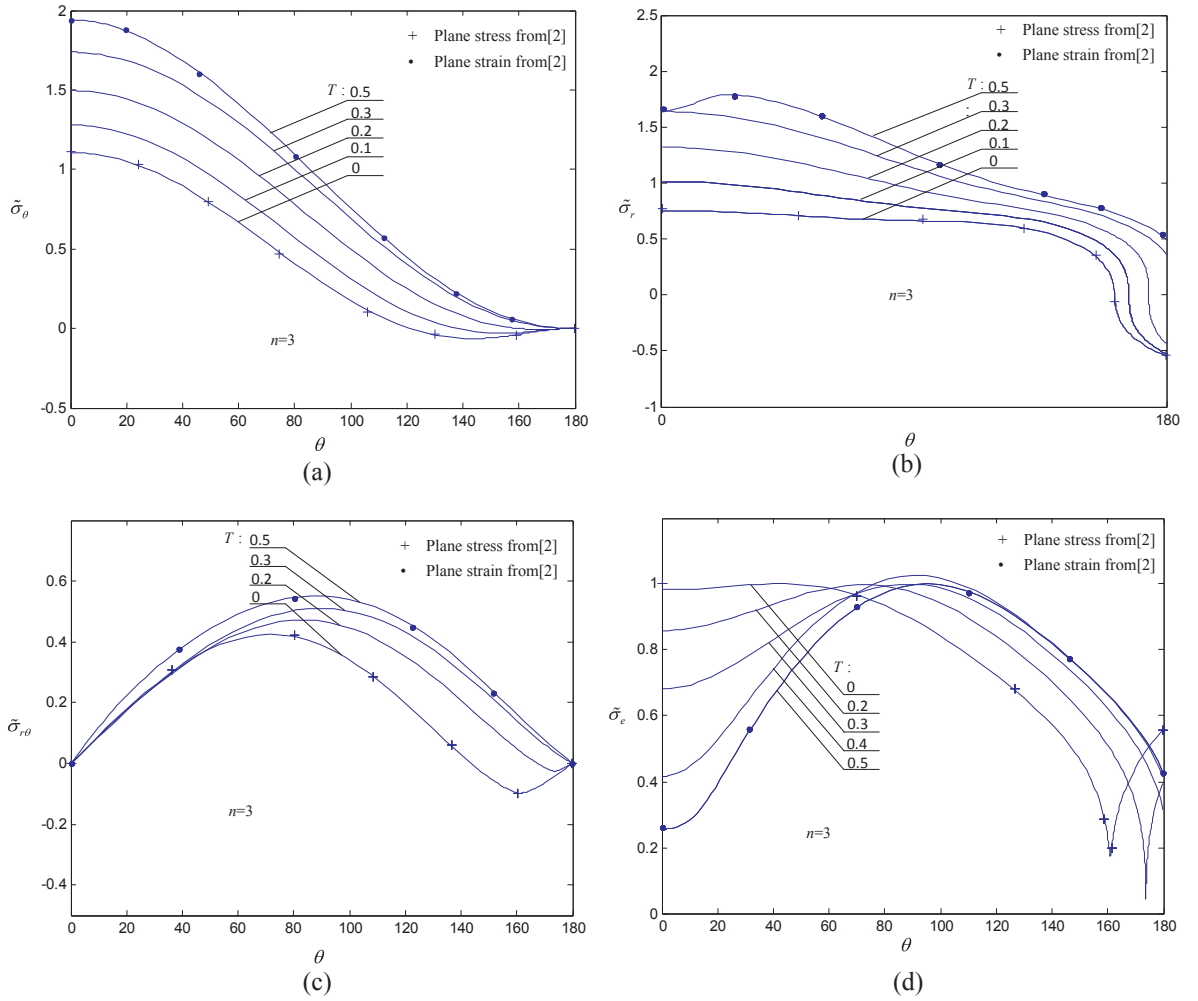 2
1.5
1
0.5
0
-0.5
0 20 40 60 80 100 120 140 160 180
σ̃θ
θ
+ Plane stress from[2]
• Plane strain from[2]
T : 0.5
0.3
0.2
0.1
0
n=3
(a)
2.5
2
1.5
1
0.5
0
-0.5
-1
0 180
σ̃r
θ
+ Plane stress from[2]
• Plane strain from[2]
T : 0.5
: 0.3
0.2
0.1
0
n=3
(b)
0.6
0.4
0.2
0
-0.2
-0.4
0 20 40 60 80 100 120 140 160 180
σ̃rθ
θ
+ Plane stress from[2]
• Plane strain from[2]
T : 0.5
0.3
0.2
0
n=3
(c)
1
0.8
0.6
0.4
0.2
0
0 20 40 60 80 100 120 140 160 180
σ̃e
θ
+ Plane stress from[2]
• Plane strain from[2]
T :
0
0.2
0.3
0.4
0.5
n=3
(d)